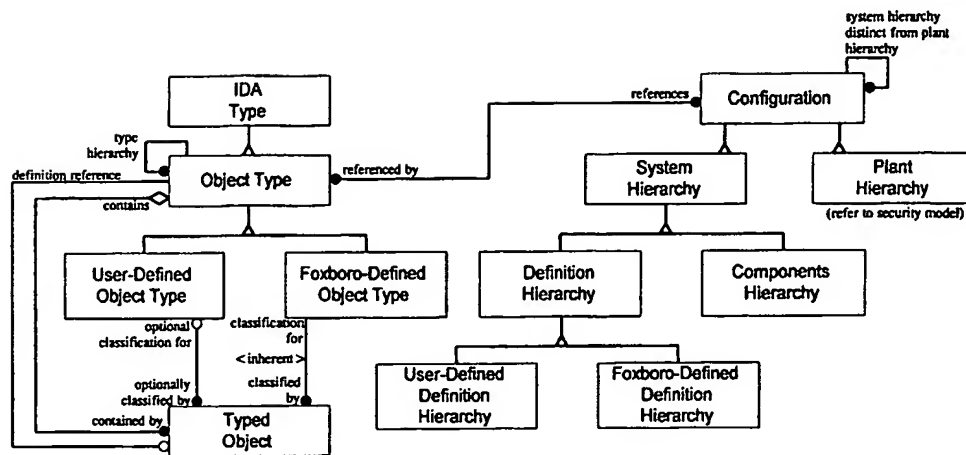 system hierarchy
distinct from plant
hierarchy
IDA
Type
references
Configuration
type
hierarchy
definition reference
Object Type
referenced by
contains
System
Hierarchy
Plant
Hierarchy
(refer to security model)
User-Defined
Object Type
Foxboro-Defined
Object Type
Definition
Hierarchy
Components
Hierarchy
optional
classification for
classification
for
< inherent >
optionally
classified by
classified
by
User-Defined
Definition
Hierarchy
Foxboro-Defined
Definition
Hierarchy
contained by
Typed
Object